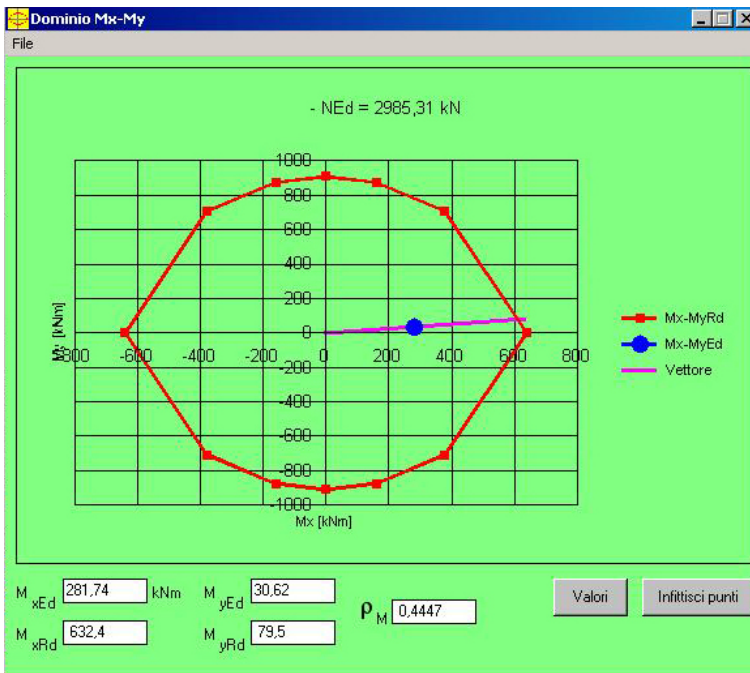 Dominio Mx-My
File
- NEd = 2985,31 kN
1000
800
600
400
200
0
-800 -600 -400 -200 0 200 400 600 800
-200
-400
-600
-800
-1000
Mx [kNm]
Mx-MyRd
Mx-MyEd
Vettore
M xEd 281,74 kNm M yEd 30,62
M xRd 632,4 M yRd 79,5
ρ M 0,4447
Valori Infittisci punti